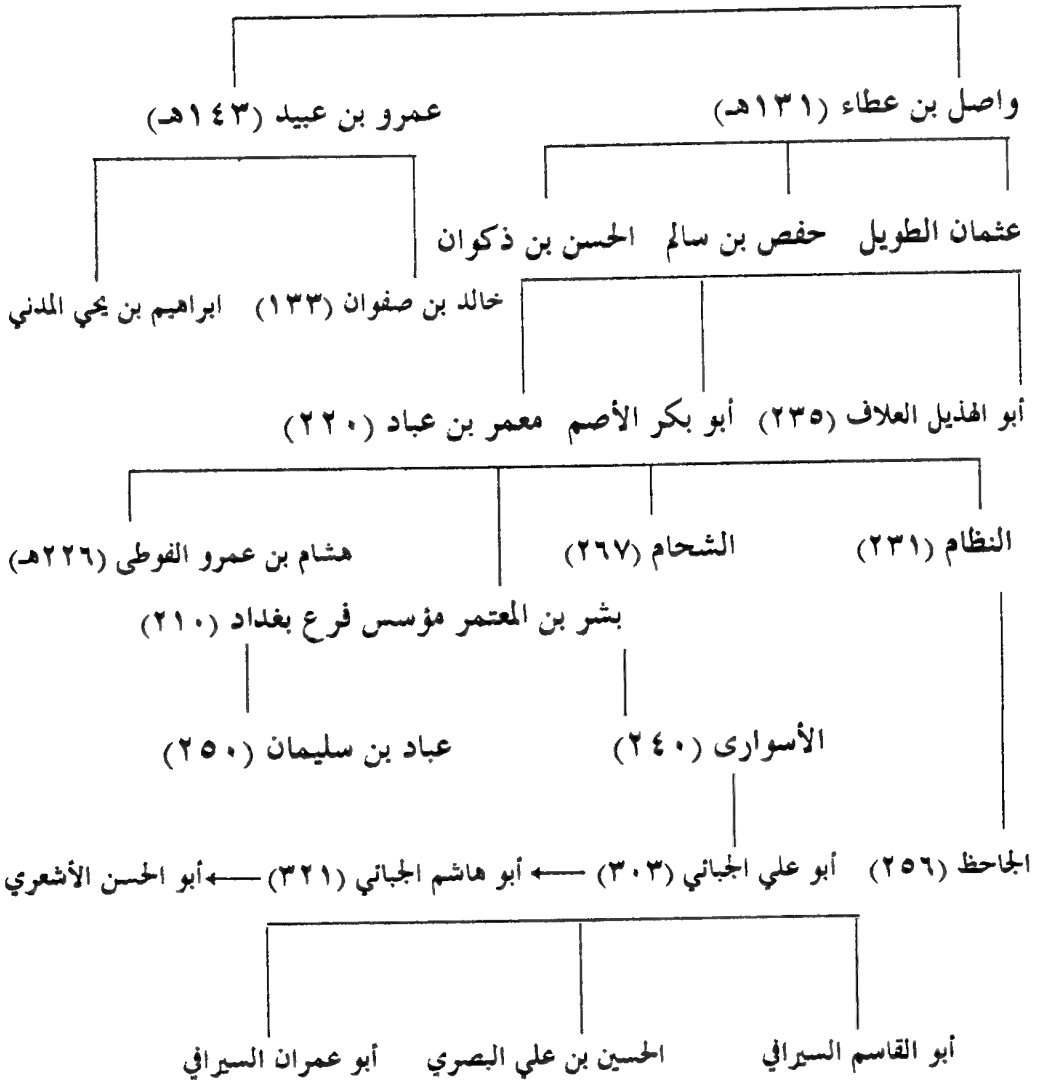 واصل بن عطاء (١٣١هـ) عمرو بن عبيد (١٤٣هـ)
عثمان الطويل حفص بن سالم الحسن بن ذكوان
خالد بن صفوان (١٣٣) ابراهيم بن يحي المدني
أبو الهذيل العلاف (٢٣٥) أبو بكر الأصم معمر بن عباد (٢٢٠)
النظام (٢٣١) الشحام (٢٦٧) هشام بن عمرو الفوطى (٢٢٦هـ)
بشر بن المعتمر مؤسس فرع بغداد (٢١٠)
الأسوارى (٢٤٠) عباد بن سليمان (٢٥٠)
الجاحظ (٢٥٦) أبو علي الجبائي (٣٠٣) ← أبو هاشم الجبائي (٣٢١) ← أبو الحسن الأشعري
أبو القاسم السيرافي الحسين بن علي البصري أبو عمران السيرافي